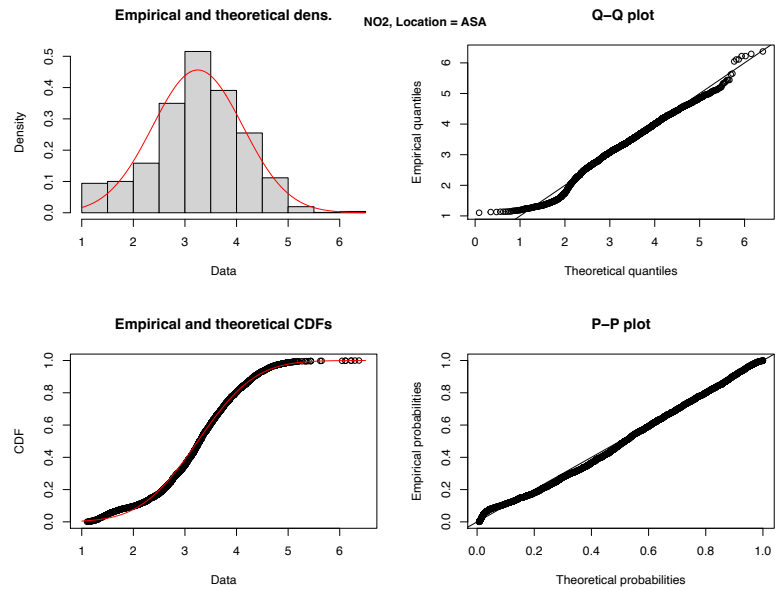 NO2, Location = ASA
Empirical and theoretical dens.
Density
0.0 0.1 0.2 0.3 0.4 0.5
1 2 3 4 5 6
Data
Q−Q plot
Empirical quantiles
1 2 3 4 5 6
0 1 2 3 4 5 6
Theoretical quantiles
Empirical and theoretical CDFs
CDF
0.0 0.2 0.4 0.6 0.8 1.0
1 2 3 4 5 6
Data
P−P plot
Empirical probabilities
0.0 0.2 0.4 0.6 0.8 1.0
0.0 0.2 0.4 0.6 0.8 1.0
Theoretical probabilities